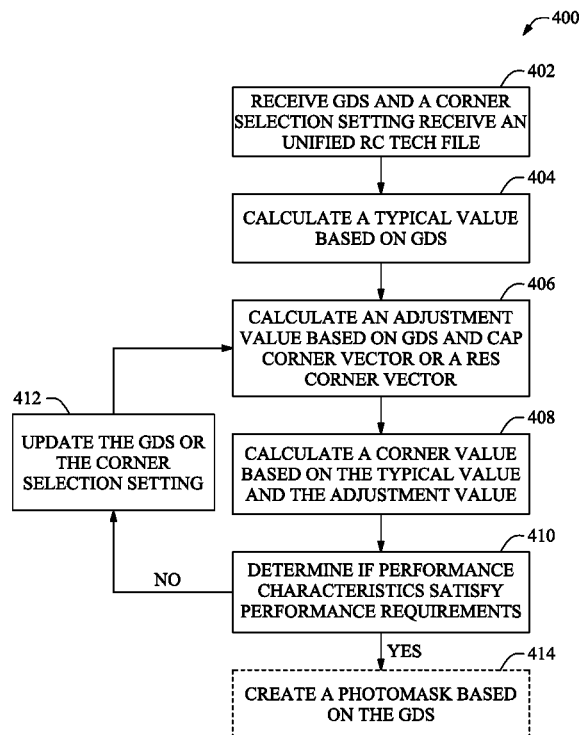 400
402
RECEIVE GDS AND A CORNER
SELECTION SETTING RECEIVE AN
UNIFIED RC TECH FILE
404
CALCULATE A TYPICAL VALUE
BASED ON GDS
406
CALCULATE AN ADJUSTMENT
VALUE BASED ON GDS AND CAP
CORNER VECTOR OR A RES
CORNER VECTOR
412
UPDATE THE GDS OR
THE CORNER
SELECTION SETTING
408
CALCULATE A CORNER VALUE
BASED ON THE TYPICAL VALUE
AND THE ADJUSTMENT VALUE
410
DETERMINE IF PERFORMANCE
CHARACTERISTICS SATISFY
PERFORMANCE REQUIREMENTS
NO
YES
414
CREATE A PHOTOMASK BASED
ON THE GDS